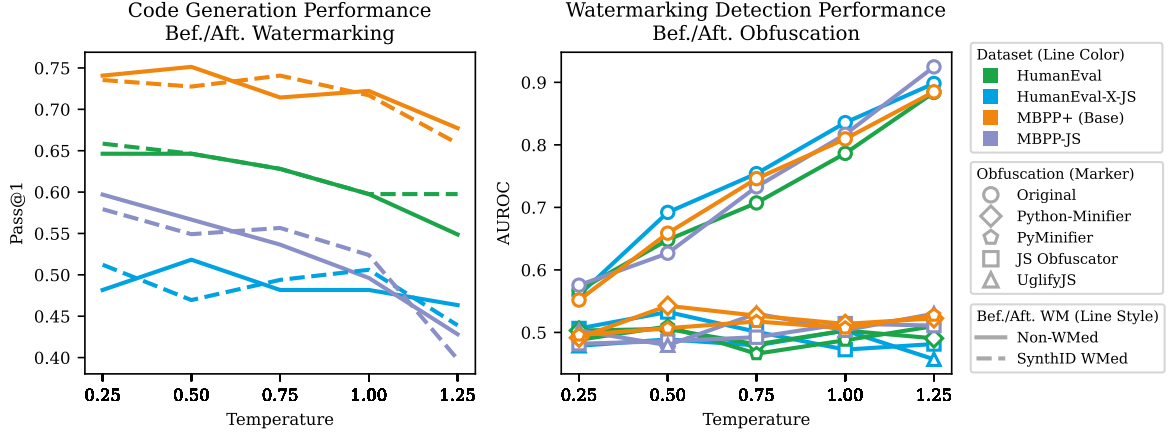 Code Generation Performance
Bef./Aft. Watermarking
0.75
0.70
0.65
0.60
0.55
0.50
0.45
0.40
Pass@1
0.25 0.50 0.75 1.00 1.25
Temperature
Watermarking Detection Performance
Bef./Aft. Obfuscation
0.9
0.8
0.7
0.6
0.5
AUROC
0.25 0.50 0.75 1.00 1.25
Temperature
Dataset (Line Color)
HumanEval
HumanEval-X-JS
MBPP+ (Base)
MBPP-JS
Obfuscation (Marker)
Original
Python-Minifier
PyMinifier
JS Obfuscator
UglifyJS
Bef./Aft. WM (Line Style)
Non-WMed
SynthID WMed